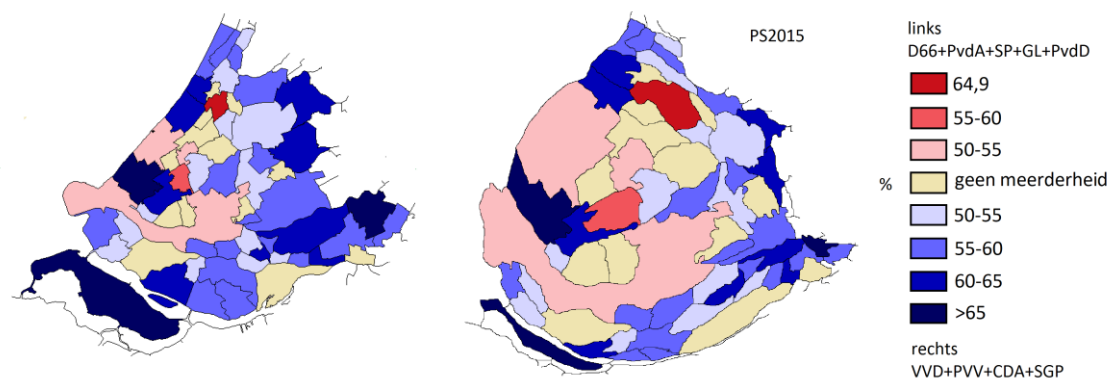 PS2015
links
D66+PvdA+SP+GL+PvdD
64,9
55-60
50-55
% geen meerderheid
50-55
55-60
60-65
>65
rechts
VVD+PVV+CDA+SGP